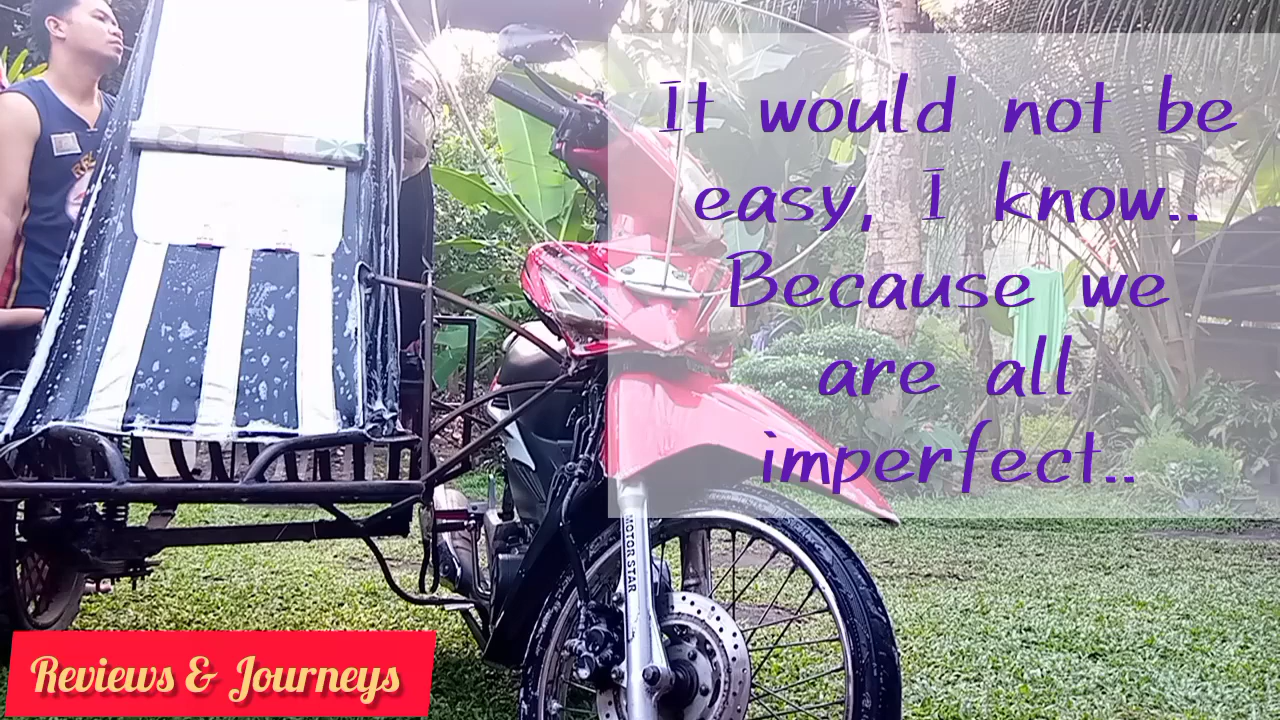 It would not be
easy, I know..
Because we
are all
imperfect..
MOTOR STAR
Reviews & Journeys